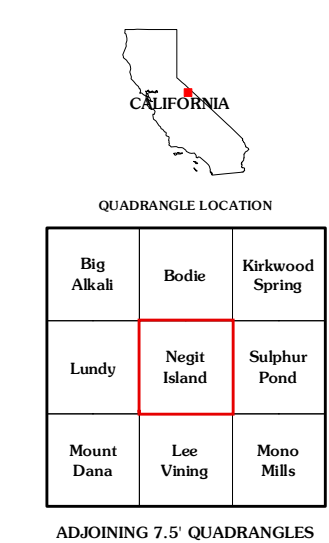 CALIFORNIA
QUADRANGLE LOCATION
Big
Alkali
Bodie
Kirkwood
Spring
Lundy
Negit
Island
Sulphur
Pond
Mount
Dana
Lee
Vining
Mono
Mills
ADJOINING 7.5' QUADRANGLES